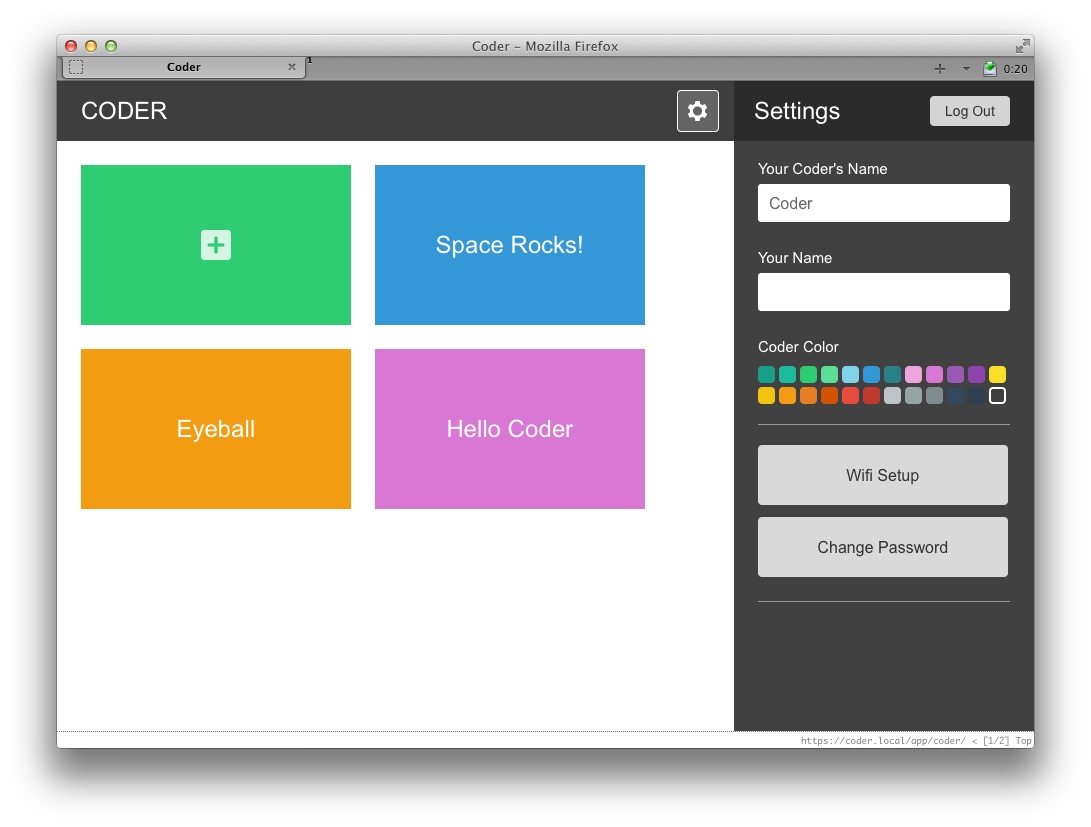 Coder - Mozilla Firefox
Coder
1
0:20
CODER
Settings
Log Out
Space Rocks!
Eyeball
Hello Coder
Your Coder's Name
Coder
Your Name
Coder Color
Wifi Setup
Change Password
https://coder.local/app/coder/ < [1/2] Top